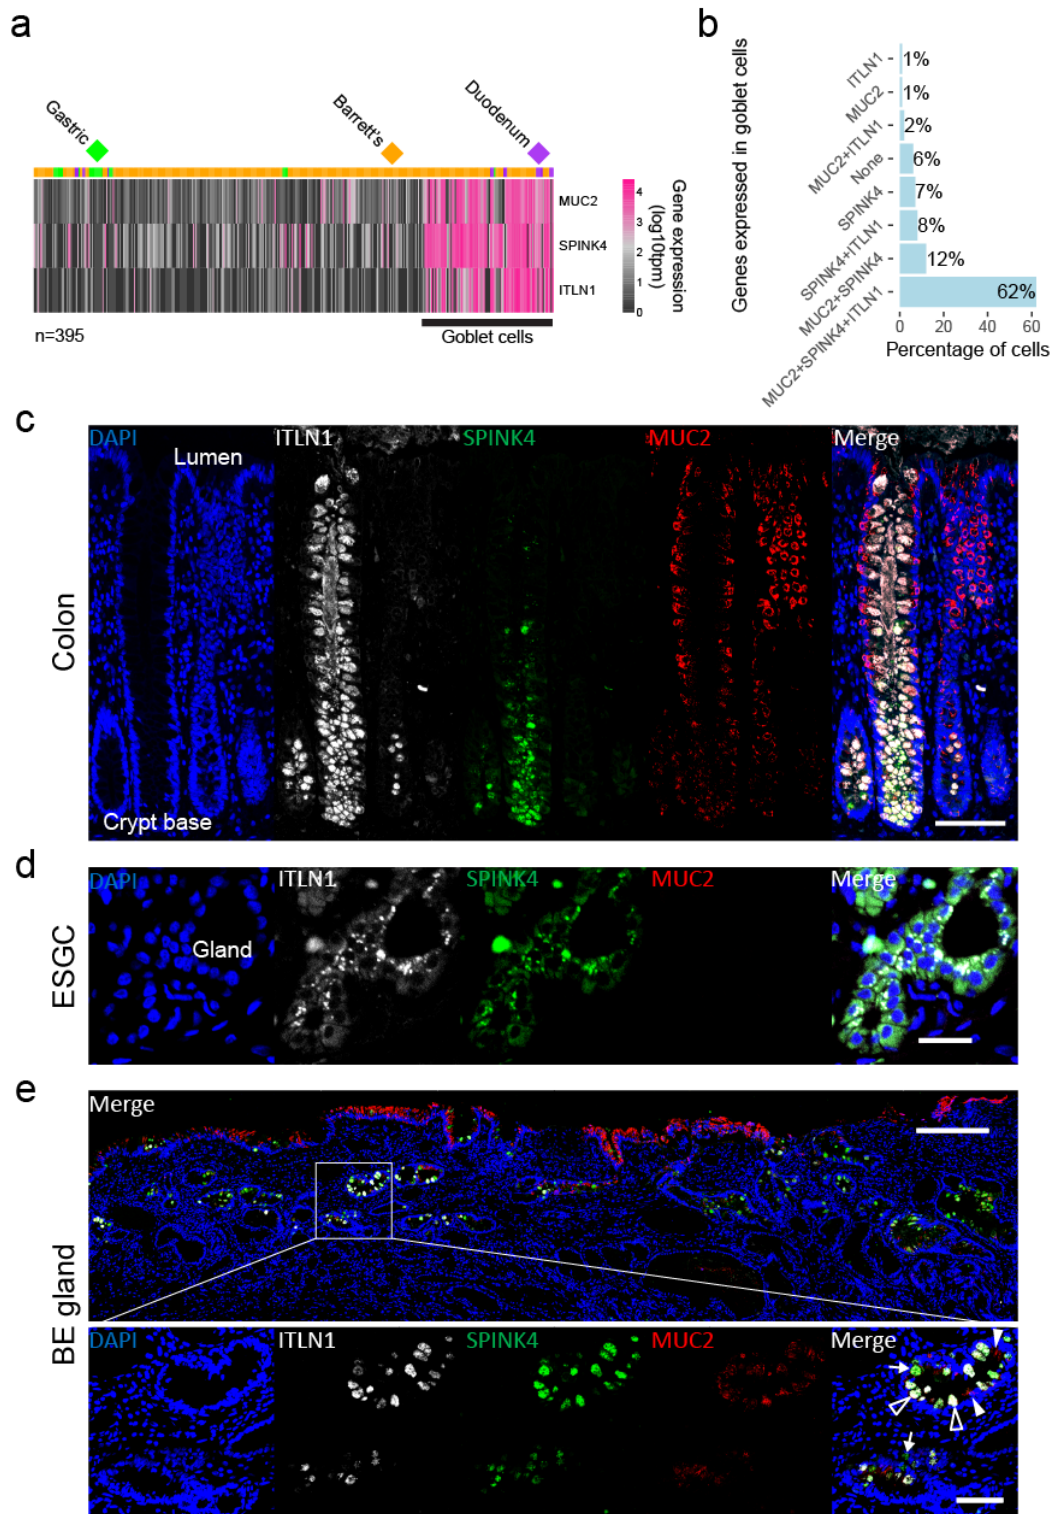 a
Gastric
Barrett's
Duodenum
MUC2
SPINK4
ITLN1
n=395
Goblet cells
4
3
2
1
0
Gene expression
(log10tpm)
b
Genes expressed in goblet cells
ITLN1
1%
MUC2
1%
MUC2+ITLN1
2%
None
6%
SPINK4
7%
SPINK4+ITLN1
8%
MUC2+SPINK4
12%
MUC2+SPINK4+ITLN1
62%
0 20 40 60
Percentage of cells
c
Colon
DAPI ITLN1 SPINK4 MUC2 Merge
Lumen
Crypt base
d
ESGC
DAPI ITLN1 SPINK4 MUC2 Merge
Gland
e
BE gland
Merge
DAPI ITLN1 SPINK4 MUC2 Merge